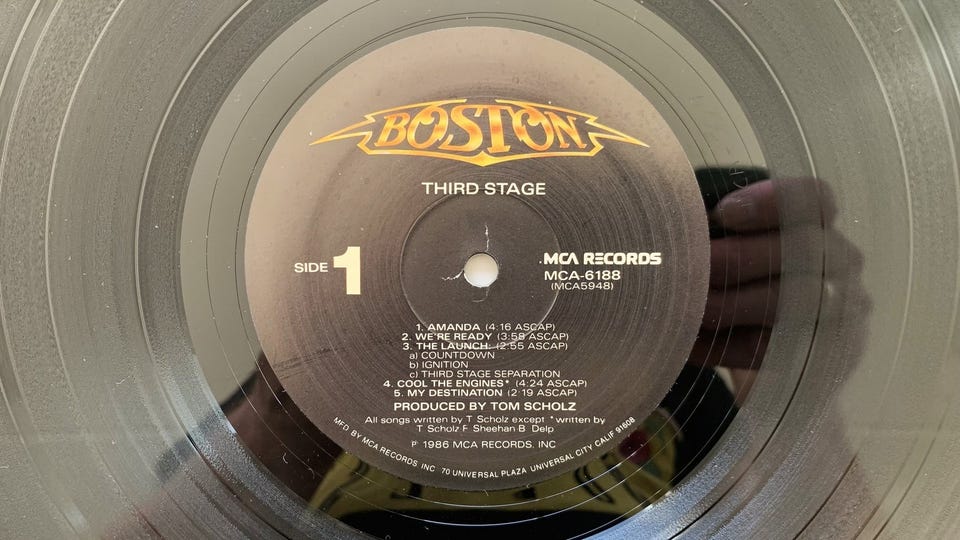 BOSTON
THIRD STAGE
SIDE 1
MCA RECORDS
MCA-6188
(MCA5948)
1. AMANDA (4:16 ASCAP)
2. WE'RE READY (3:58 ASCAP)
3. THE LAUNCH: (2:55 ASCAP)
a) COUNTDOWN
b) IGNITION
c) THIRD STAGE SEPARATION
4. COOL THE ENGINES* (4:24 ASCAP)
5. MY DESTINATION (2:19 ASCAP)
PRODUCED BY TOM SCHOLZ
All songs written by T. Scholz except *written by
T. Scholz F. Sheehan B. Delp
℗ 1986 MCA RECORDS, INC
MFD BY MCA RECORDS INC 70 UNIVERSAL PLAZA UNIVERSAL CITY CALIF 91608